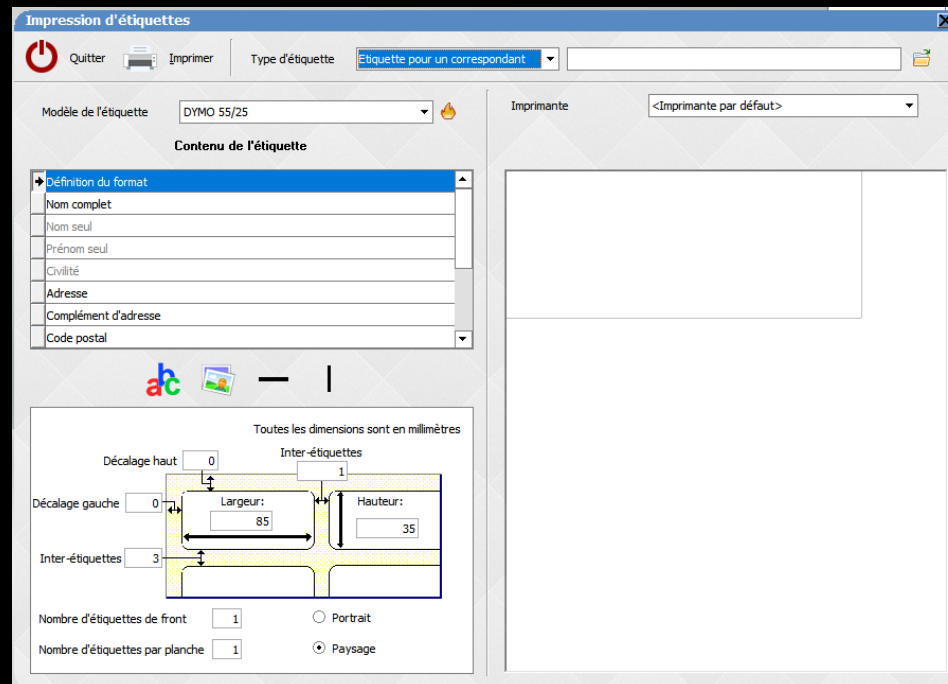 Impression d'étiquettes
Quitter Imprimer Type d'étiquette Etiquette pour un correspondant
Modèle de l'étiquette DYMO 55/25
Imprimante <Imprimante par défaut>
Contenu de l'étiquette
Définition du format
Nom complet
Nom seul
Prénom seul
Civilité
Adresse
Complément d'adresse
Code postal
abc
Toutes les dimensions sont en millimètres
Décalage haut 0
Inter-étiquettes
1
Décalage gauche 0
Largeur:
85
Hauteur:
35
Inter-étiquettes 3
Nombre d'étiquettes de front 1
Portrait
Nombre d'étiquettes par planche 1
Paysage